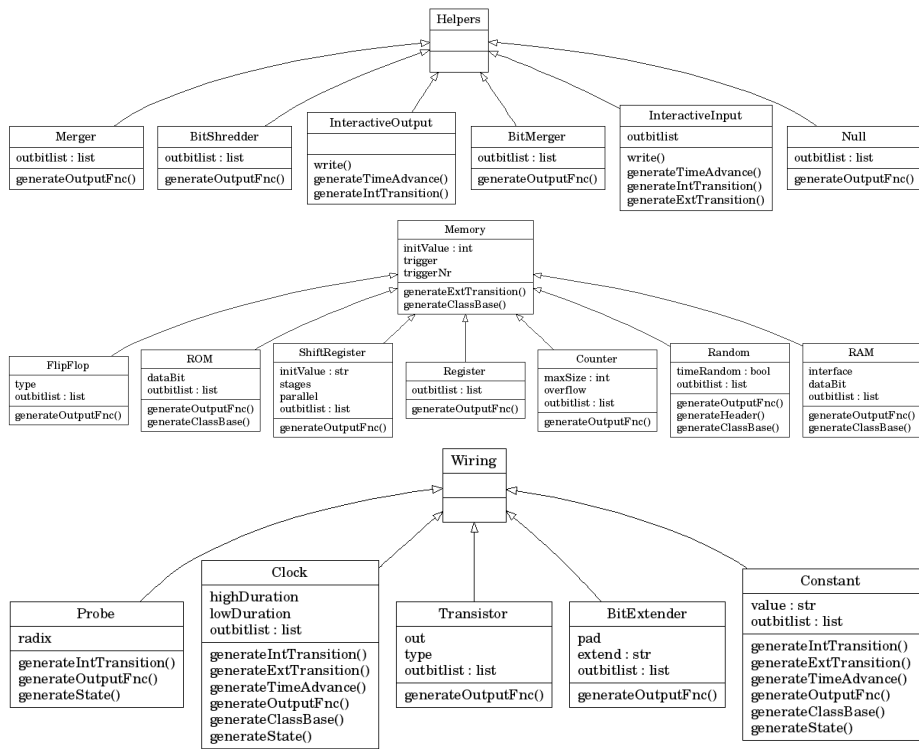 Helpers
Merger
outbitlist : list
generateOutputFnc()
BitShredder
outbitlist : list
generateOutputFnc()
InteractiveOutput
write()
generateTimeAdvance()
generateIntTransition()
BitMerger
outbitlist : list
generateOutputFnc()
InteractiveInput
outbitlist
write()
generateTimeAdvance()
generateIntTransition()
generateExtTransition()
Null
outbitlist : list
generateOutputFnc()
Memory
initValue : int
trigger
triggerNr
generateExtTransition()
generateClassBase()
FlipFlop
type
outbitlist : list
generateOutputFnc()
ROM
dataBit
outbitlist : list
generateOutputFnc()
generateClassBase()
ShiftRegister
initValue : str
stages
parallel
outbitlist : list
generateOutputFnc()
Register
outbitlist : list
generateOutputFnc()
Counter
maxSize : int
overflow
outbitlist : list
generateOutputFnc()
Random
timeRandom : bool
outbitlist : list
generateOutputFnc()
generateHeader()
generateClassBase()
RAM
interface
dataBit
outbitlist : list
generateOutputFnc()
generateClassBase()
Wiring
Probe
radix
generateIntTransition()
generateOutputFnc()
generateState()
Clock
highDuration
lowDuration
outbitlist : list
generateIntTransition()
generateExtTransition()
generateTimeAdvance()
generateOutputFnc()
generateClassBase()
generateState()
Transistor
out
type
outbitlist : list
generateOutputFnc()
BitExtender
pad
extend : str
outbitlist : list
generateOutputFnc()
Constant
value : str
outbitlist : list
generateIntTransition()
generateExtTransition()
generateTimeAdvance()
generateOutputFnc()
generateClassBase()
generateState()